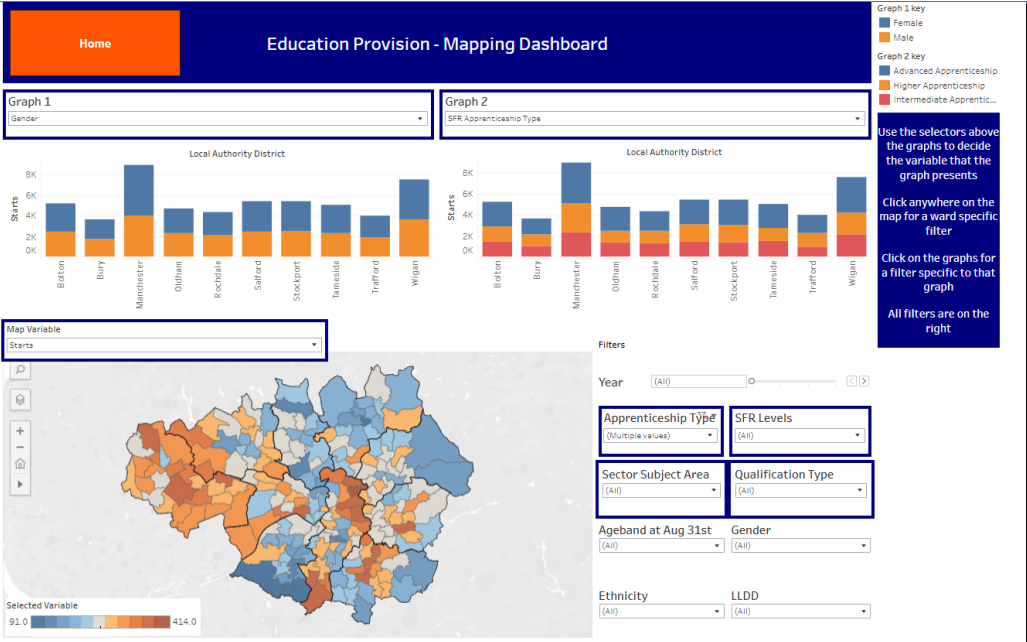 Home
Education Provision - Mapping Dashboard
Graph 1 key
Female
Male
Graph 2 key
Advanced Apprenticeship
Higher Apprenticeship
Intermediate Apprentic...
Graph 1
Gender
Graph 2
SFR Apprenticeship Type
Use the selectors above
the graphs to decide
the variable that the
graph presents
Click anywhere on the
map for a ward specific
filter
Click on the graphs for
a filter specific to that
graph
All filters are on the
right
Local Authority District
Starts
8K
6K
4K
2K
0K
Bolton
Bury
Manchester
Oldham
Rochdale
Salford
Stockport
Tameside
Trafford
Wigan
Local Authority District
Starts
8K
6K
4K
2K
0K
Bolton
Bury
Manchester
Oldham
Rochdale
Salford
Stockport
Tameside
Trafford
Wigan
Map Variable
Starts
Filters
Year
(All)
Apprenticeship Type
(Multiple values)
SFR Levels
(All)
Sector Subject Area
(All)
Qualification Type
(All)
Ageband at Aug 31st
(All)
Gender
(All)
Ethnicity
(All)
LLDD
(All)
Selected Variable
91.0
414.0